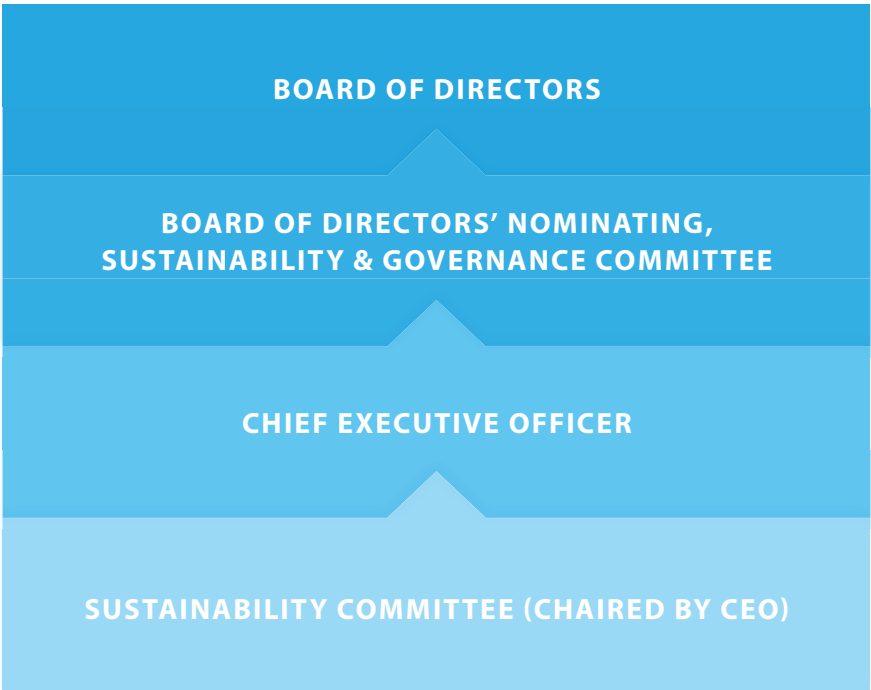 BOARD OF DIRECTORS
BOARD OF DIRECTORS’ NOMINATING,
SUSTAINABILITY & GOVERNANCE COMMITTEE
CHIEF EXECUTIVE OFFICER
SUSTAINABILITY COMMITTEE (CHAIRED BY CEO)